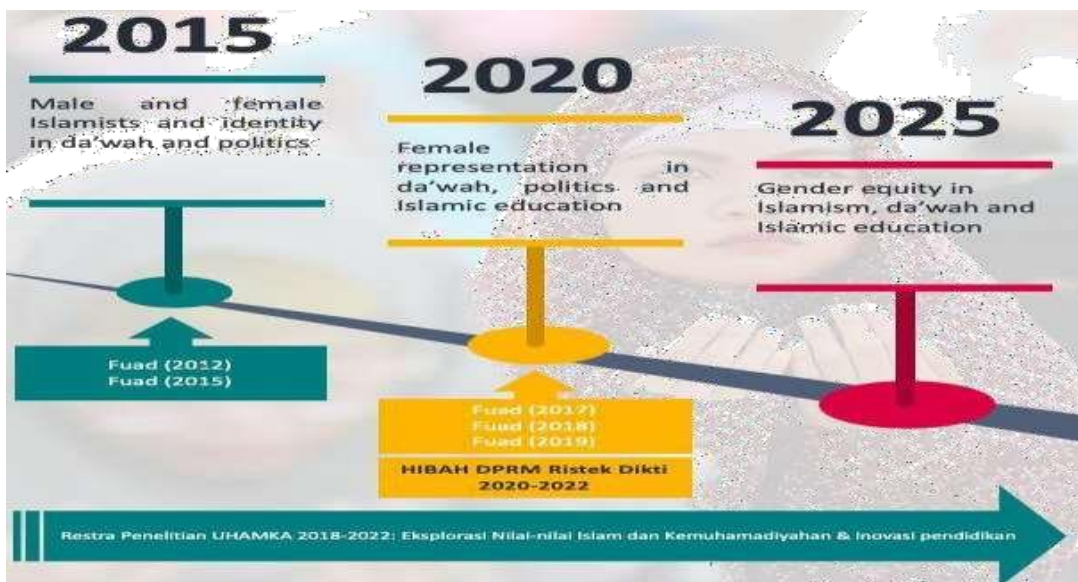 2015
Male and female
Islamists and identity
in da'wah and politics
2020
Female
representation in
da'wah, politics and
Islamic education
2025
Gender equity in
Islamism, da'wah and
Islamic education
Fuad (2012)
Fuad (2015)
Fuad (2017)
Fuad (2018)
Fuad (2019)
HIBAH DPRM Ristek Dikti
2020-2022
Restra Penelitian UHAMKA 2018-2022: Eksplorasi Nilai-nilai Islam dan Kemuhamadiyahan & Inovasi pendidikan